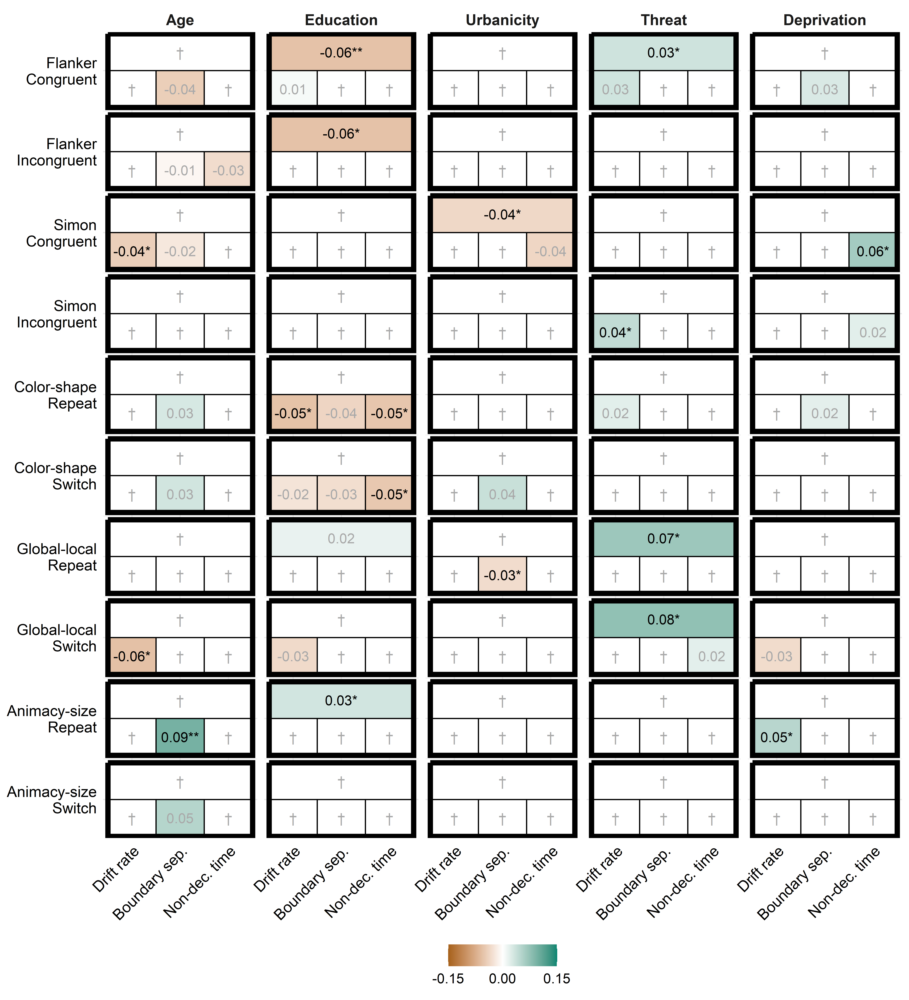 Age Education Urbanicity Threat Deprivation
† -0.06** † 0.03* †
Flanker
Congruent
† -0.04 † 0.01 † † † † † 0.03 † † † 0.03 †
† -0.06* † † †
Flanker
Incongruent
† -0.01 -0.03 † † † † † † † † † † † †
† † -0.04* † †
Simon
Congruent
-0.04* -0.02 † † † † † † -0.04 † † † † † 0.06*
† † † † †
Simon
Incongruent
† † † † † † † † † 0.04* † † † † 0.02
† † † † †
Color-shape
Repeat
† 0.03 † -0.05* -0.04 -0.05* † † † 0.02 † † † 0.02 †
† † † † †
Color-shape
Switch
† 0.03 † -0.02 -0.03 -0.05* † 0.04 † † † † † † †
† 0.02 † 0.07* †
Global-local
Repeat
† † † † † † † -0.03* † † † † † † †
† † † 0.08* †
Global-local
Switch
-0.06* † † -0.03 † † † † † † † 0.02 -0.03 † †
† 0.03* † † †
Animacy-size
Repeat
† 0.09** † † † † † † † † † † 0.05* † †
† † † † †
Animacy-size
Switch
† 0.05 † † † † † † † † † † † † †
Drift rate Boundary sep. Non-dec. time Drift rate Boundary sep. Non-dec. time Drift rate Boundary sep. Non-dec. time Drift rate Boundary sep. Non-dec. time Drift rate Boundary sep. Non-dec. time
-0.15 0.00 0.15